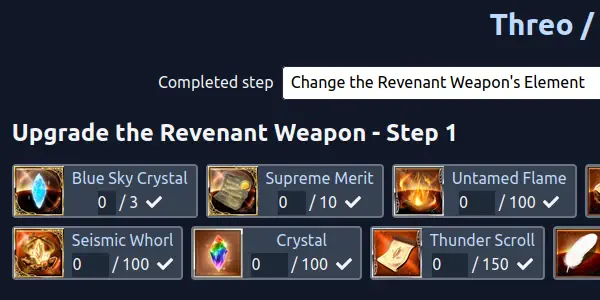 Threo /
Completed step Change the Revenant Weapon's Element
Upgrade the Revenant Weapon - Step 1
Blue Sky Crystal Supreme Merit Untamed Flame
0 / 3 0 / 10 0 / 100
Seismic Whorl Crystal Thunder Scroll
0 / 100 0 / 100 0 / 150